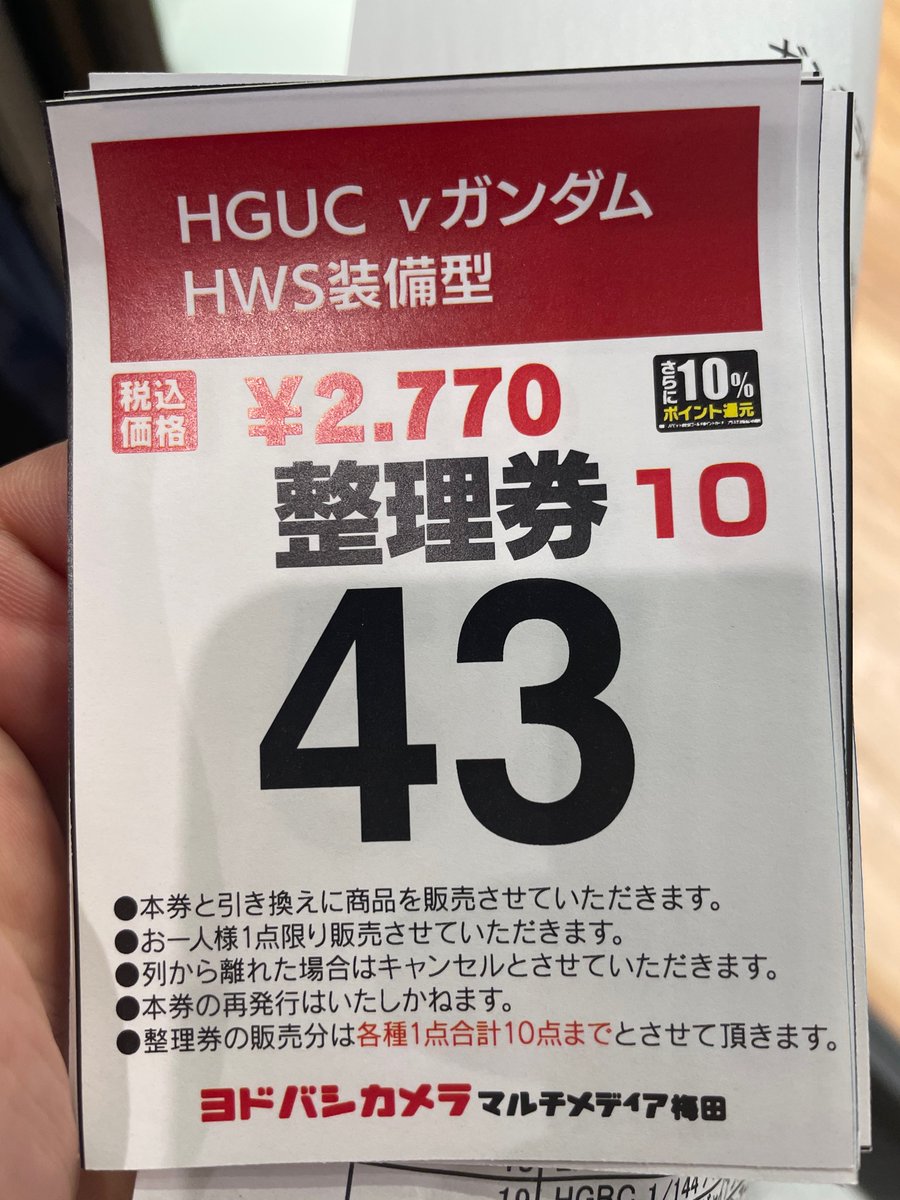 HGUC νガンダム
HWS装備型
税込
価格
¥2.770
さらに10%
ポイント還元
整理券 10
43
●本券と引き換えに商品を販売させていただきます。
●お一人様1点限り販売させていただきます。
●列から離れた場合はキャンセルとさせていただきます。
●本券の再発行はいたしかねます。
●整理券の販売分は各種1点合計10点までとさせて頂きます。
ヨドバシカメラ マルチメディア梅田
10 HGBC 1/144